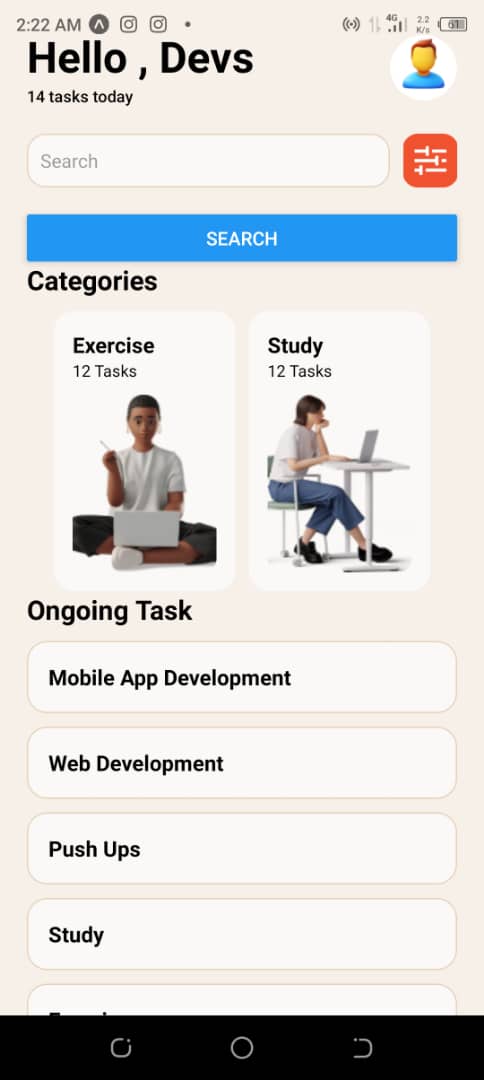 2:22 AM
4G
2.2
K/s
61
Hello , Devs
14 tasks today
Search
SEARCH
Categories
Exercise
12 Tasks
Study
12 Tasks
Ongoing Task
Mobile App Development
Web Development
Push Ups
Study